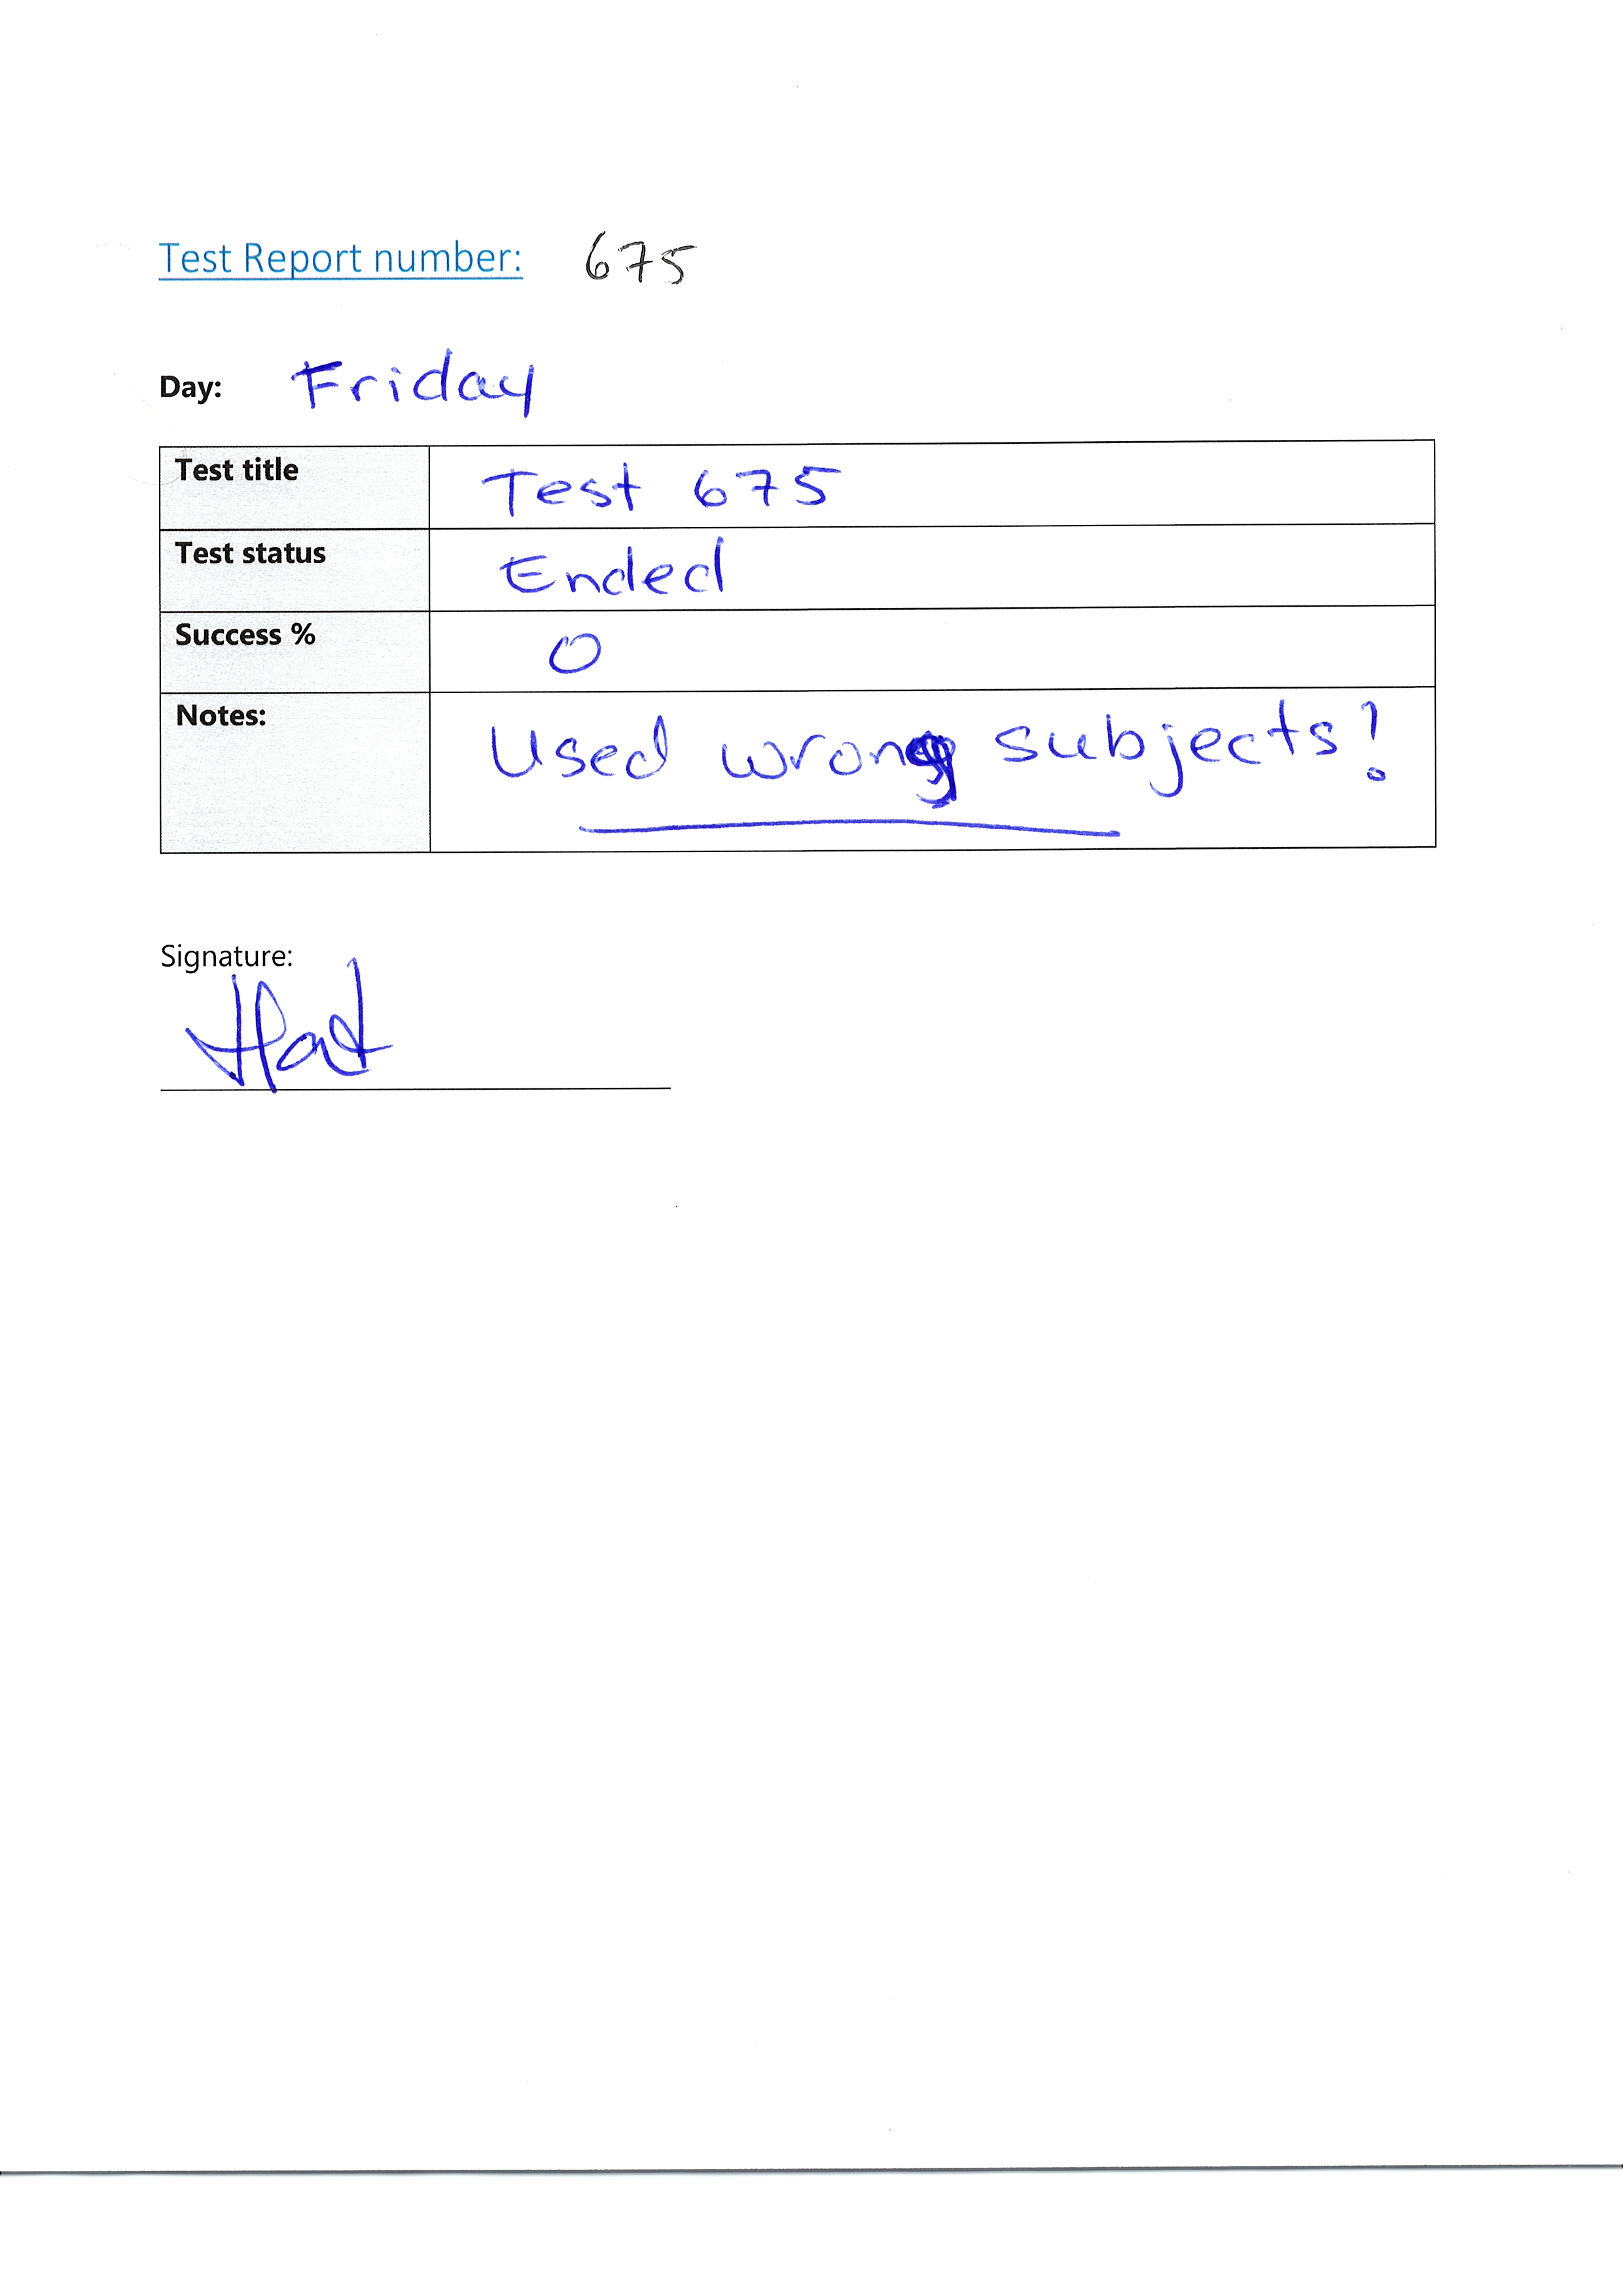 Test Report number: 675
Day: Friday
Test title Test 675
Test status Ended
Success % 0
Notes: Used wrong subjects!
Signature: